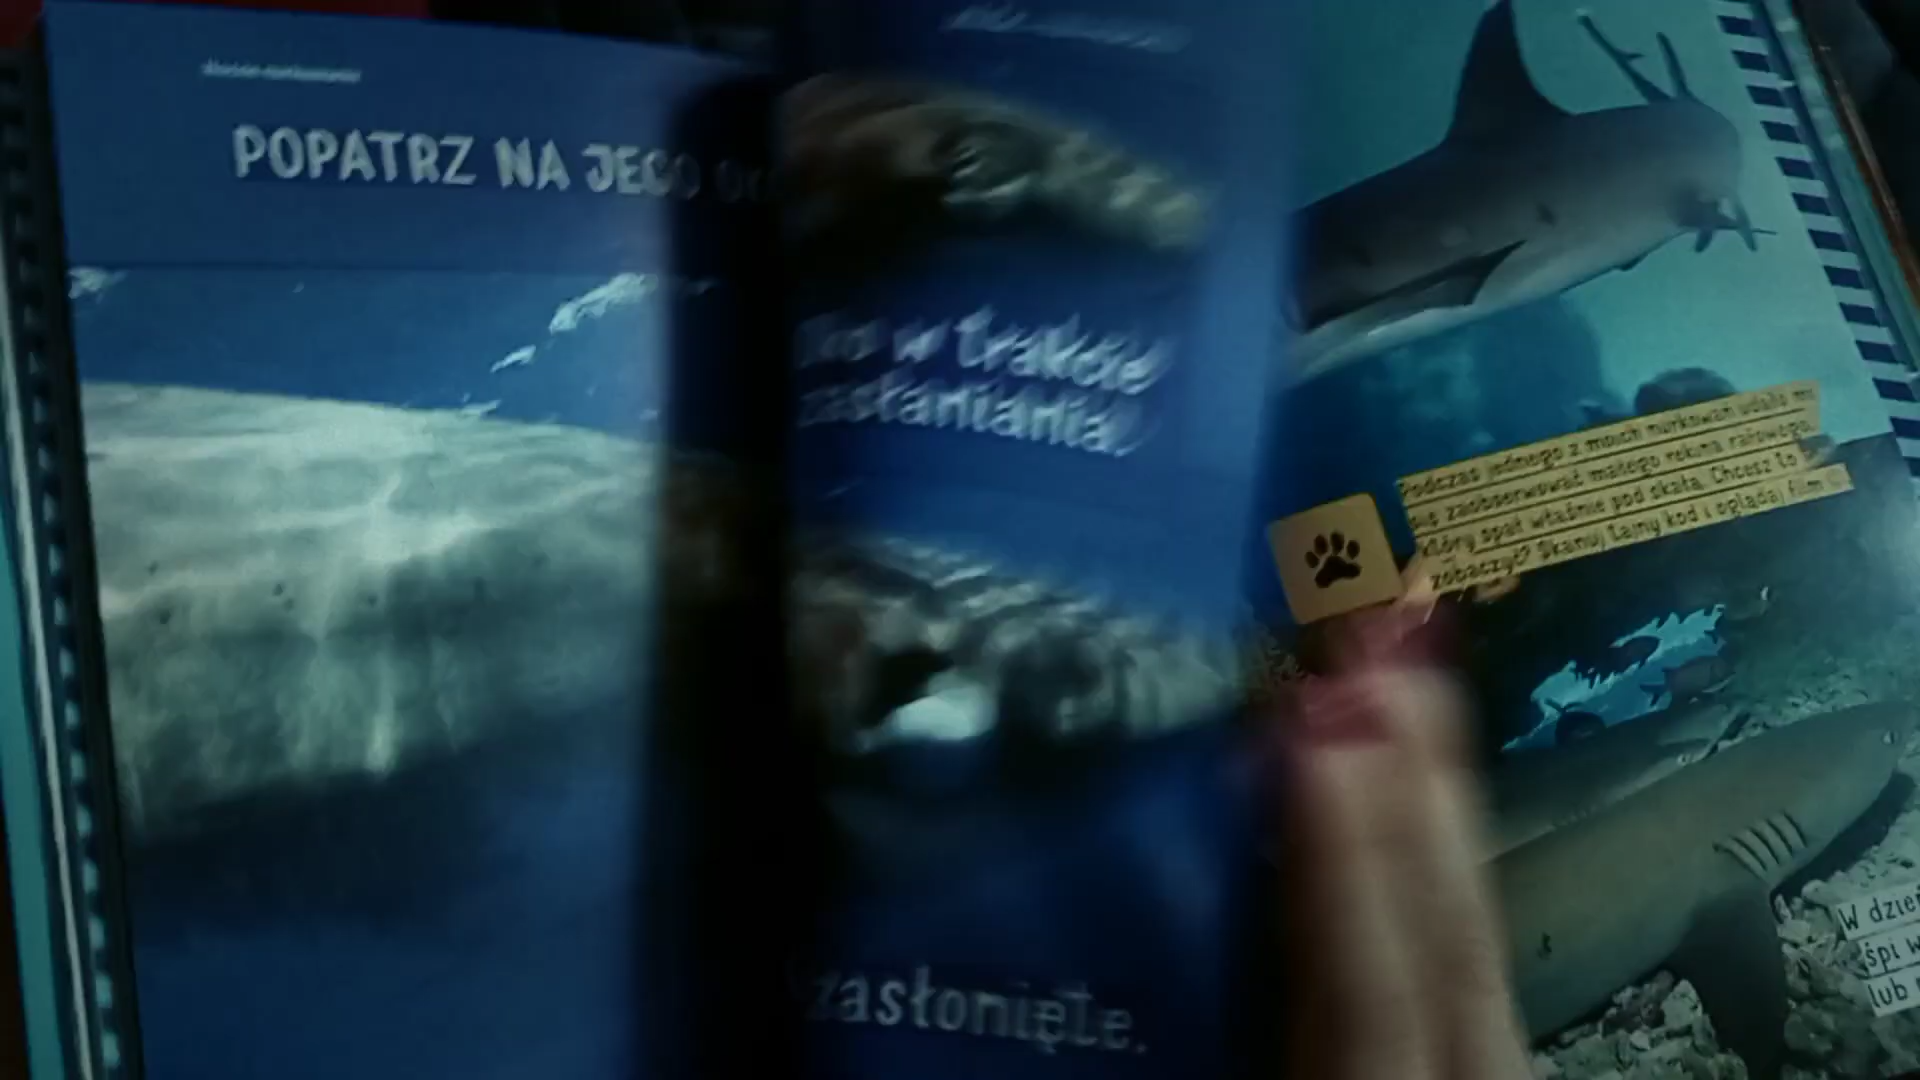 POPATRZ NA JEGO
w trakcie
zasłaniania
zasłonięte.
Podczas jednego z moich nurkowań udało mi
się zaobserwować małego rekina rafowego,
który spał właśnie pod skałą. Chcesz to
zobaczyć? Skanuj tajny kod i oglądaj film
W dzień
śpi w
lub